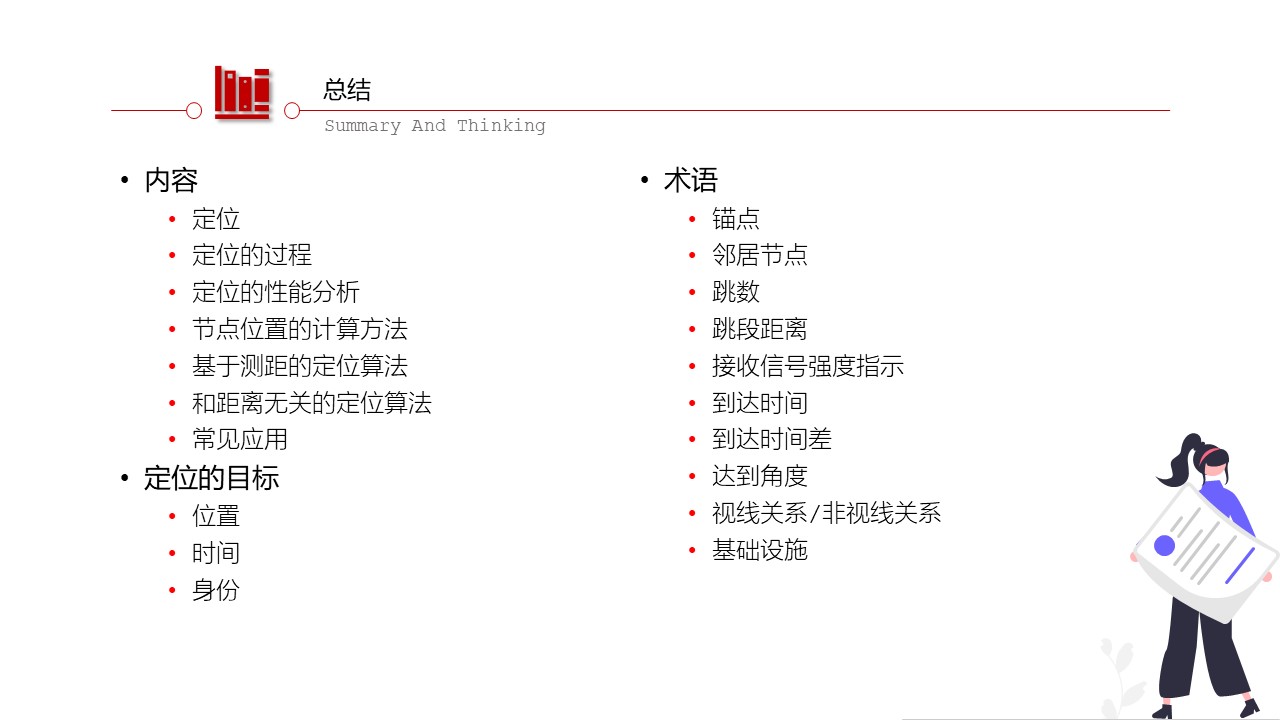 总结
Summary And Thinking
• 内容
• 定位
• 定位的过程
• 定位的性能分析
• 节点位置的计算方法
• 基于测距的定位算法
• 和距离无关的定位算法
• 常见应用
• 定位的目标
• 位置
• 时间
• 身份
• 术语
• 锚点
• 邻居节点
• 跳数
• 跳段距离
• 接收信号强度指示
• 到达时间
• 到达时间差
• 达到角度
• 视线关系/非视线关系
• 基础设施